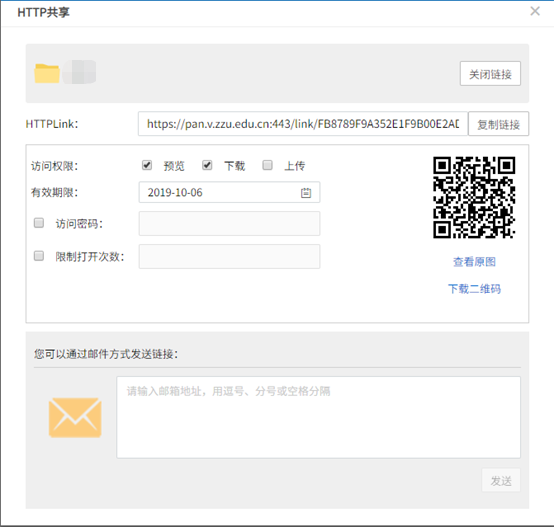 HTTP共享
关闭链接
HTTPLink： https://pan.v.zzu.edu.cn:443/link/FB8789F9A352E1F9B00E2AD 复制链接
访问权限： 预览 下载 上传
有效期限： 2019-10-06
访问密码：
限制打开次数：
查看原图
下载二维码
您可以通过邮件方式发送链接：
请输入邮箱地址，用逗号、分号或空格分隔
发送